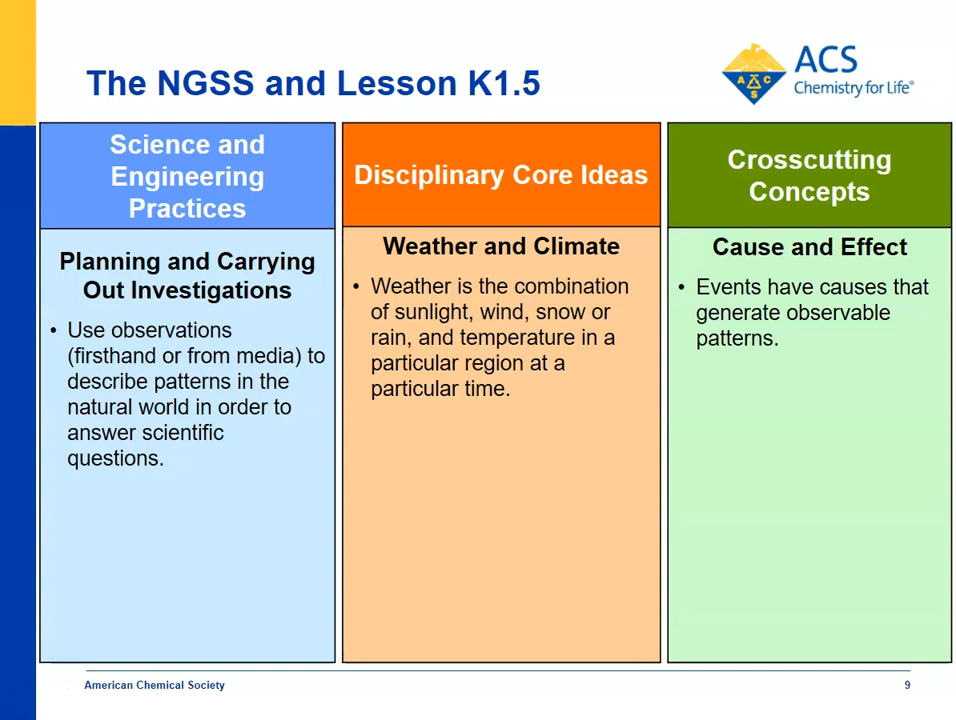 The NGSS and Lesson K1.5
A C S
ACS
Chemistry for Life®
Science and
Engineering
Practices
Planning and Carrying
Out Investigations
• Use observations
(firsthand or from media) to
describe patterns in the
natural world in order to
answer scientific
questions.
Disciplinary Core Ideas
Weather and Climate
• Weather is the combination
of sunlight, wind, snow or
rain, and temperature in a
particular region at a
particular time.
Crosscutting
Concepts
Cause and Effect
• Events have causes that
generate observable
patterns.
American Chemical Society
9